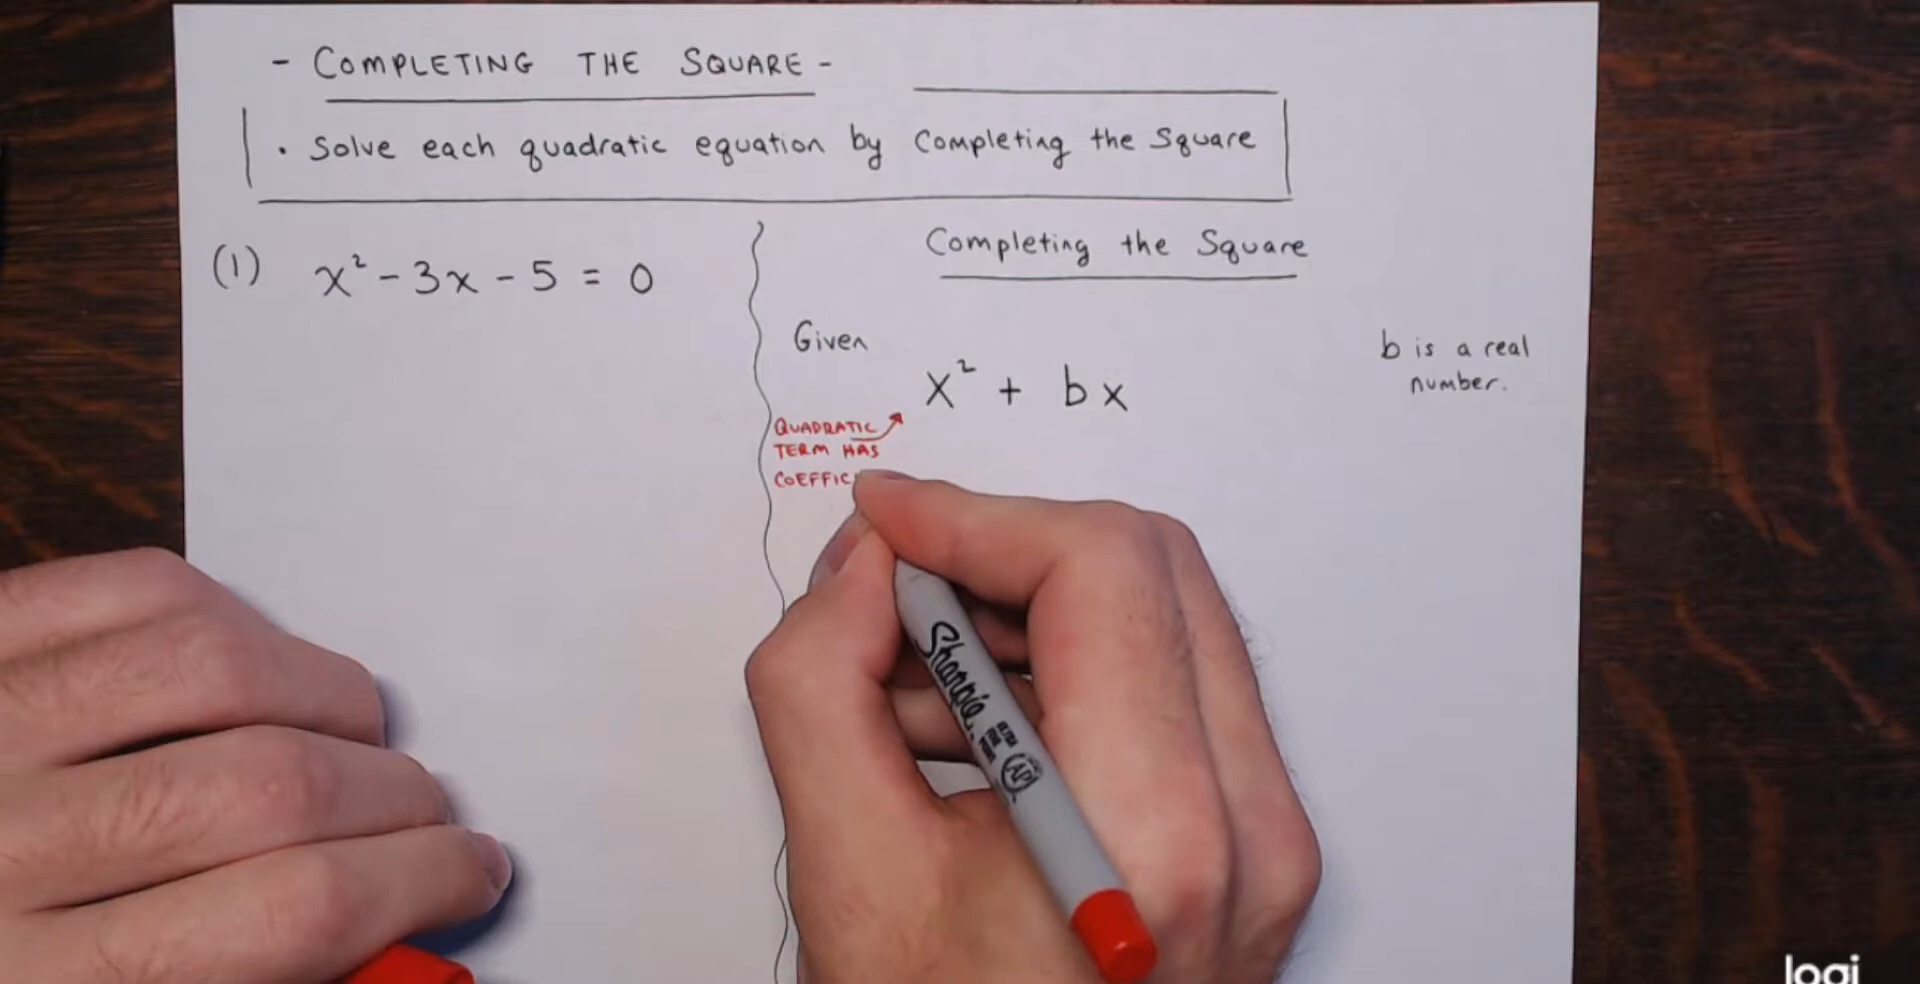 - COMPLETING THE SQUARE -
• Solve each quadratic equation by Completing the Square
(1) x² - 3x - 5 = 0
Completing the Square
Given
x² + bx
b is a real
number.
QUADRATIC
TERM HAS
COEFFIC
Sharpie
AP
logi